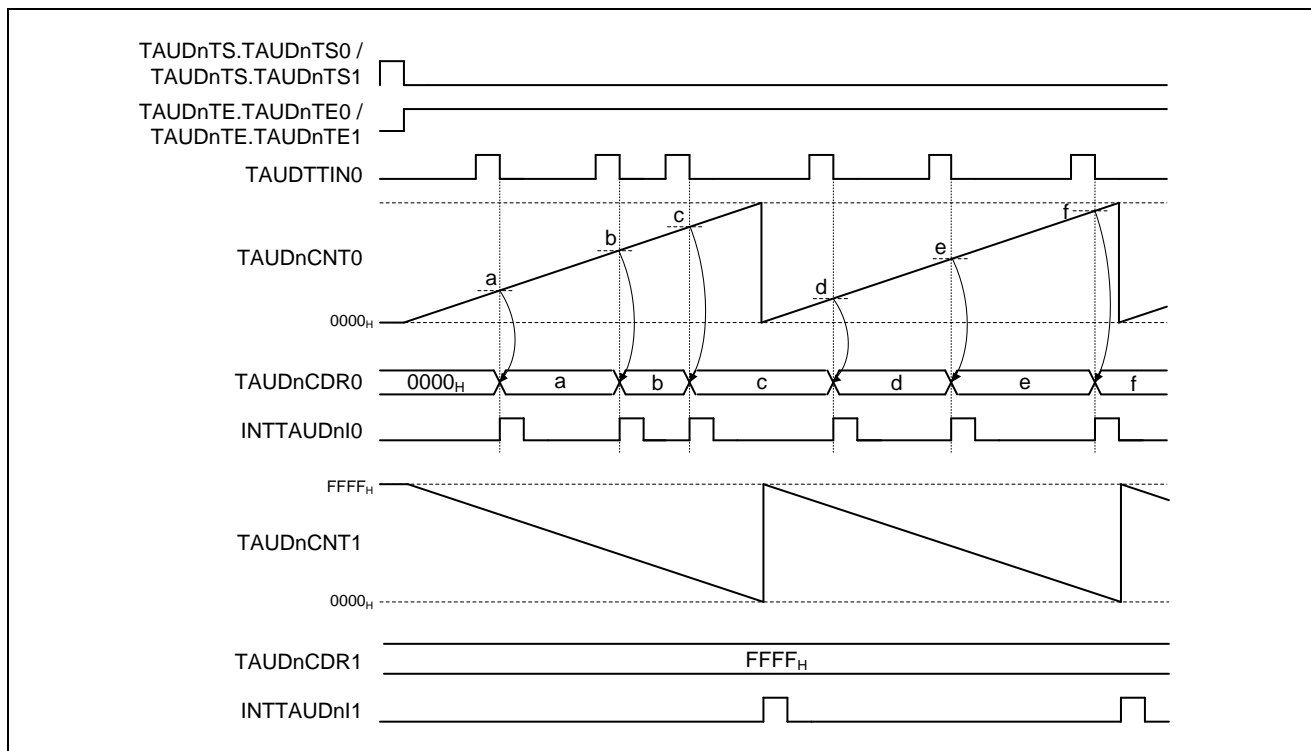 TAUDnTS.TAUDnTS0 /
TAUDnTS.TAUDnTS1
TAUDnTE.TAUDnTE0 /
TAUDnTE.TAUDnTE1
TAUDTTIN0
TAUDnCNT0
a
b
c
d
e
f
0000H
TAUDnCDR0
0000H a b c d e f
INTTAUDnI0
FFFFH
TAUDnCNT1
0000H
TAUDnCDR1
FFFFH
INTTAUDnI1